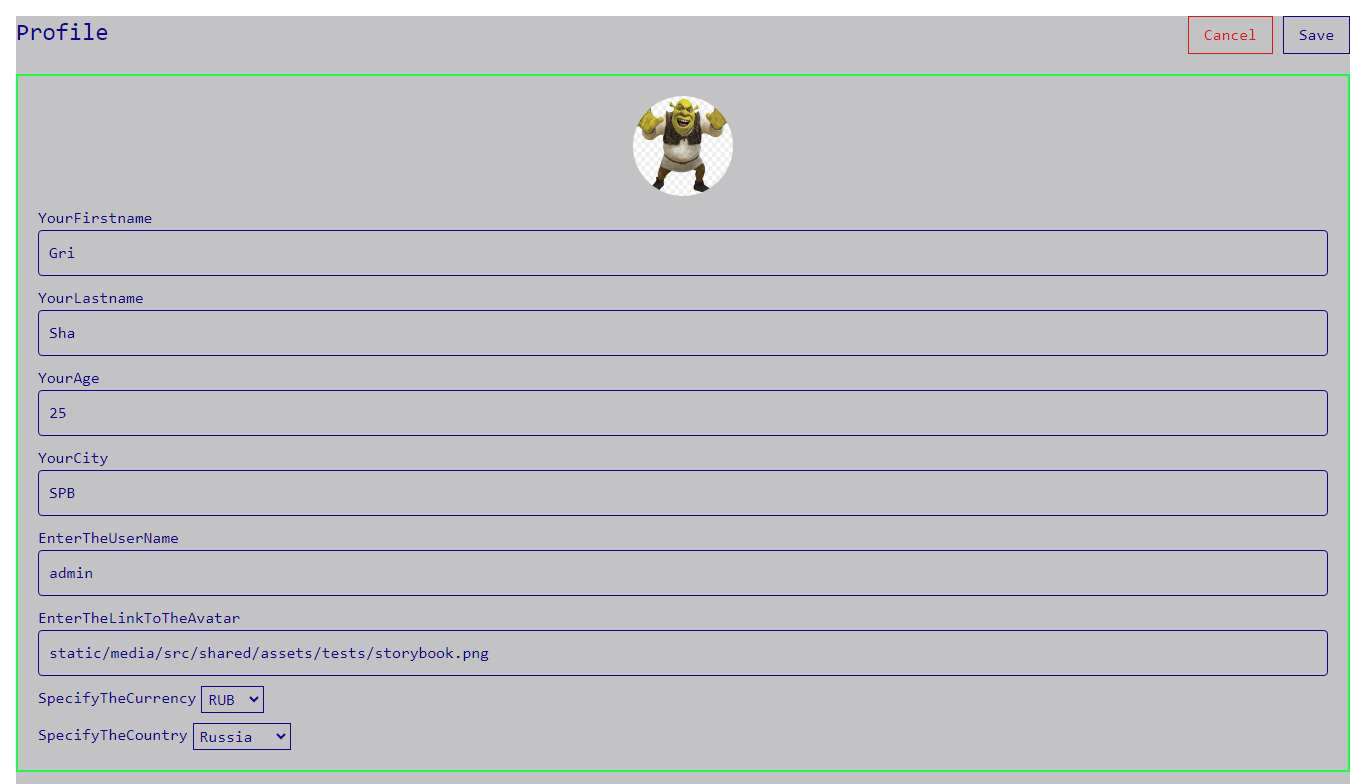 Profile
Cancel
Save
YourFirstname
Gri
YourLastname
Sha
YourAge
25
YourCity
SPB
EnterTheUserName
admin
EnterTheLinkToTheAvatar
static/media/src/shared/assets/tests/storybook.png
SpecifyTheCurrency RUB
SpecifyTheCountry Russia